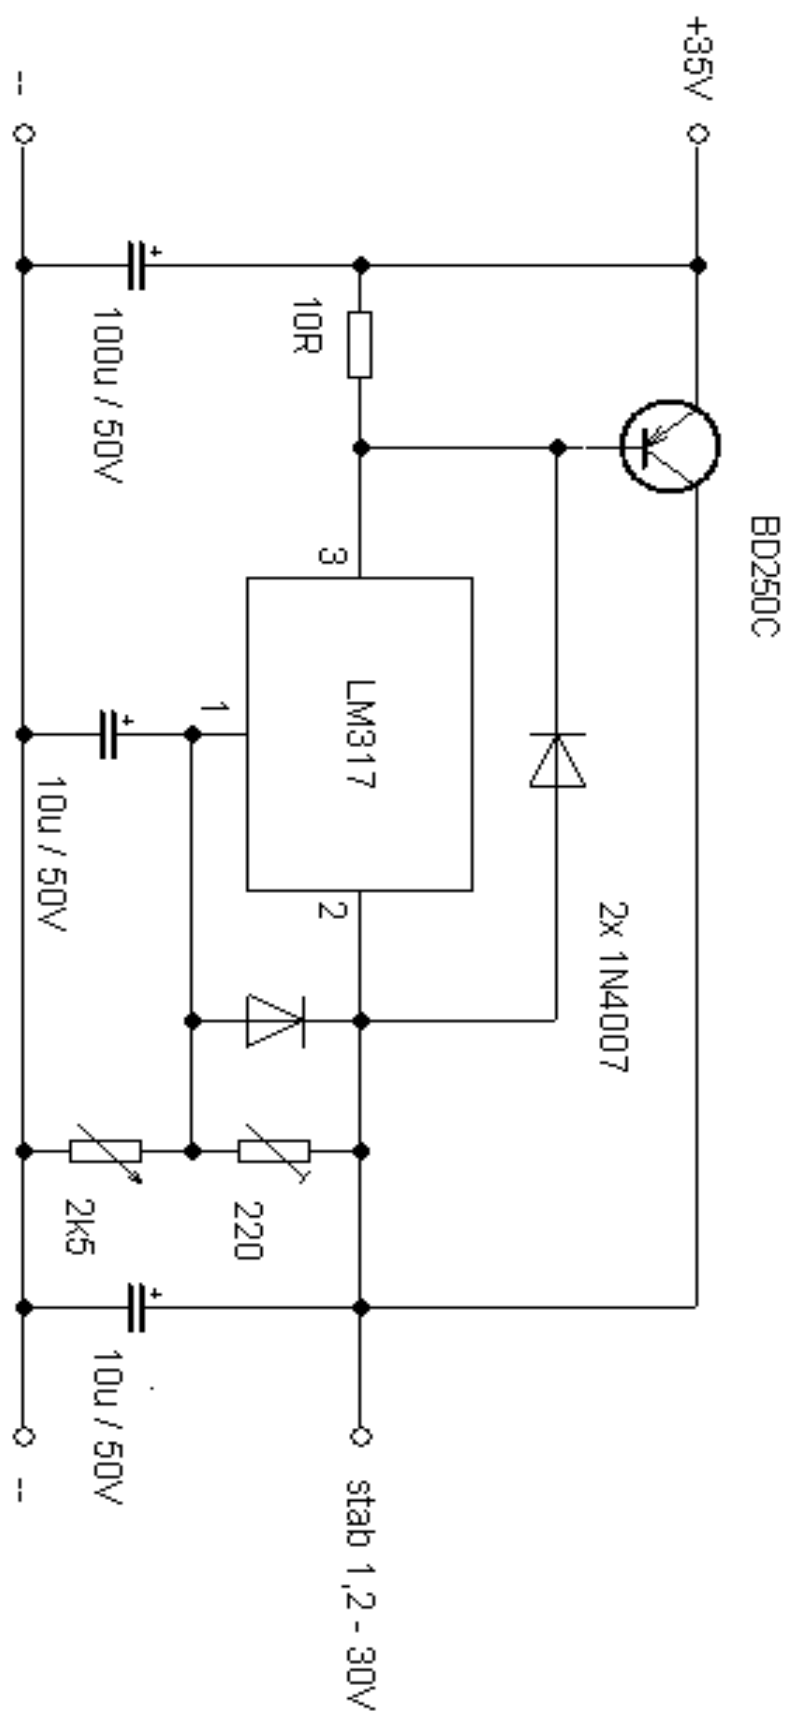 BD250C
+35V
2x 1N4007
10R
3
LM317
2
stab 1,2 - 30V
1
220
100u / 50V
+
10u / 50V
+
2k5
10u / 50V
+
--
--